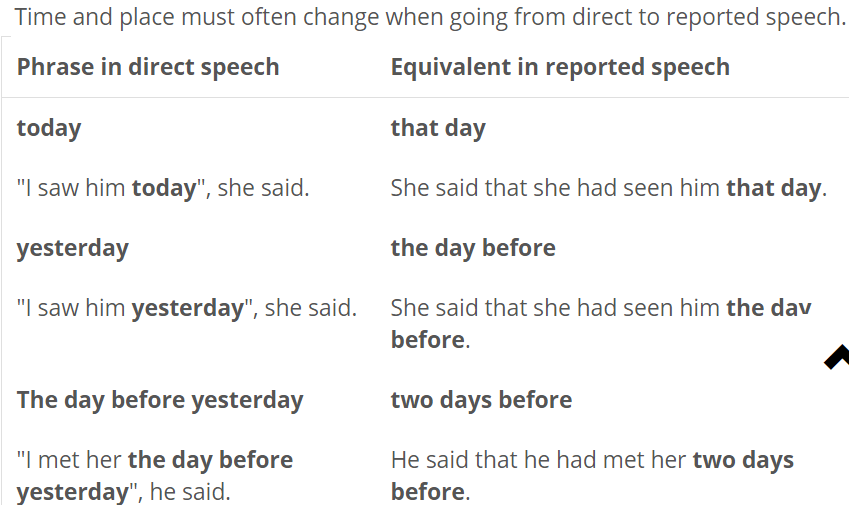 Time and place must often change when going from direct to reported speech.
Phrase in direct speech
Equivalent in reported speech
today
that day
"I saw him today", she said.
She said that she had seen him that day.
yesterday
the day before
"I saw him yesterday", she said.
She said that she had seen him the day
before.
The day before yesterday
two days before
"I met her the day before
yesterday", he said.
He said that he had met her two days
before.